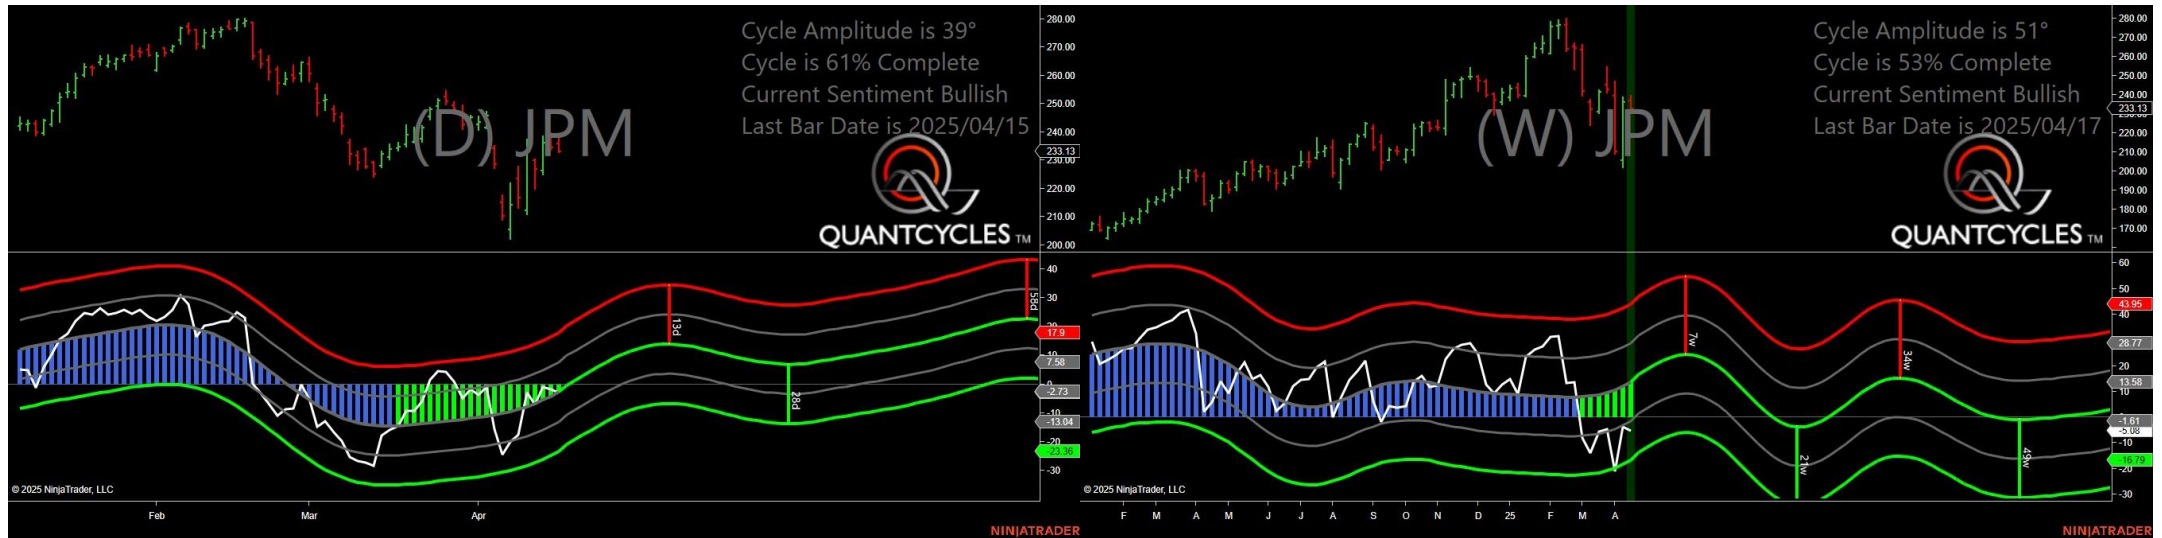 Cycle Amplitude is 39°
Cycle is 61% Complete
Current Sentiment Bullish
Last Bar Date is 2025/04/15
(D) JPM
QUANTCYCLES TM
280.00
270.00
260.00
250.00
240.00
233.13
230.00
220.00
210.00
200.00
13d
28d
58d
40
30
17.9
10
7.58
0
-2.73
-10
-13.04
-20
-23.36
-30
© 2025 NinjaTrader, LLC
Feb Mar Apr
NINJATRADER
Cycle Amplitude is 51°
Cycle is 53% Complete
Current Sentiment Bullish
Last Bar Date is 2025/04/17
(W) JPM
QUANTCYCLES TM
280.00
270.00
260.00
250.00
240.00
233.13
220.00
210.00
200.00
190.00
180.00
170.00
7w
21w
34w
49w
60
50
43.95
40
28.77
20
13.58
10
-1.61
-5.08
-10
-16.79
-20
-30
© 2025 NinjaTrader, LLC
F M A M J J A S O N D 25 F M A
NINJATRADER